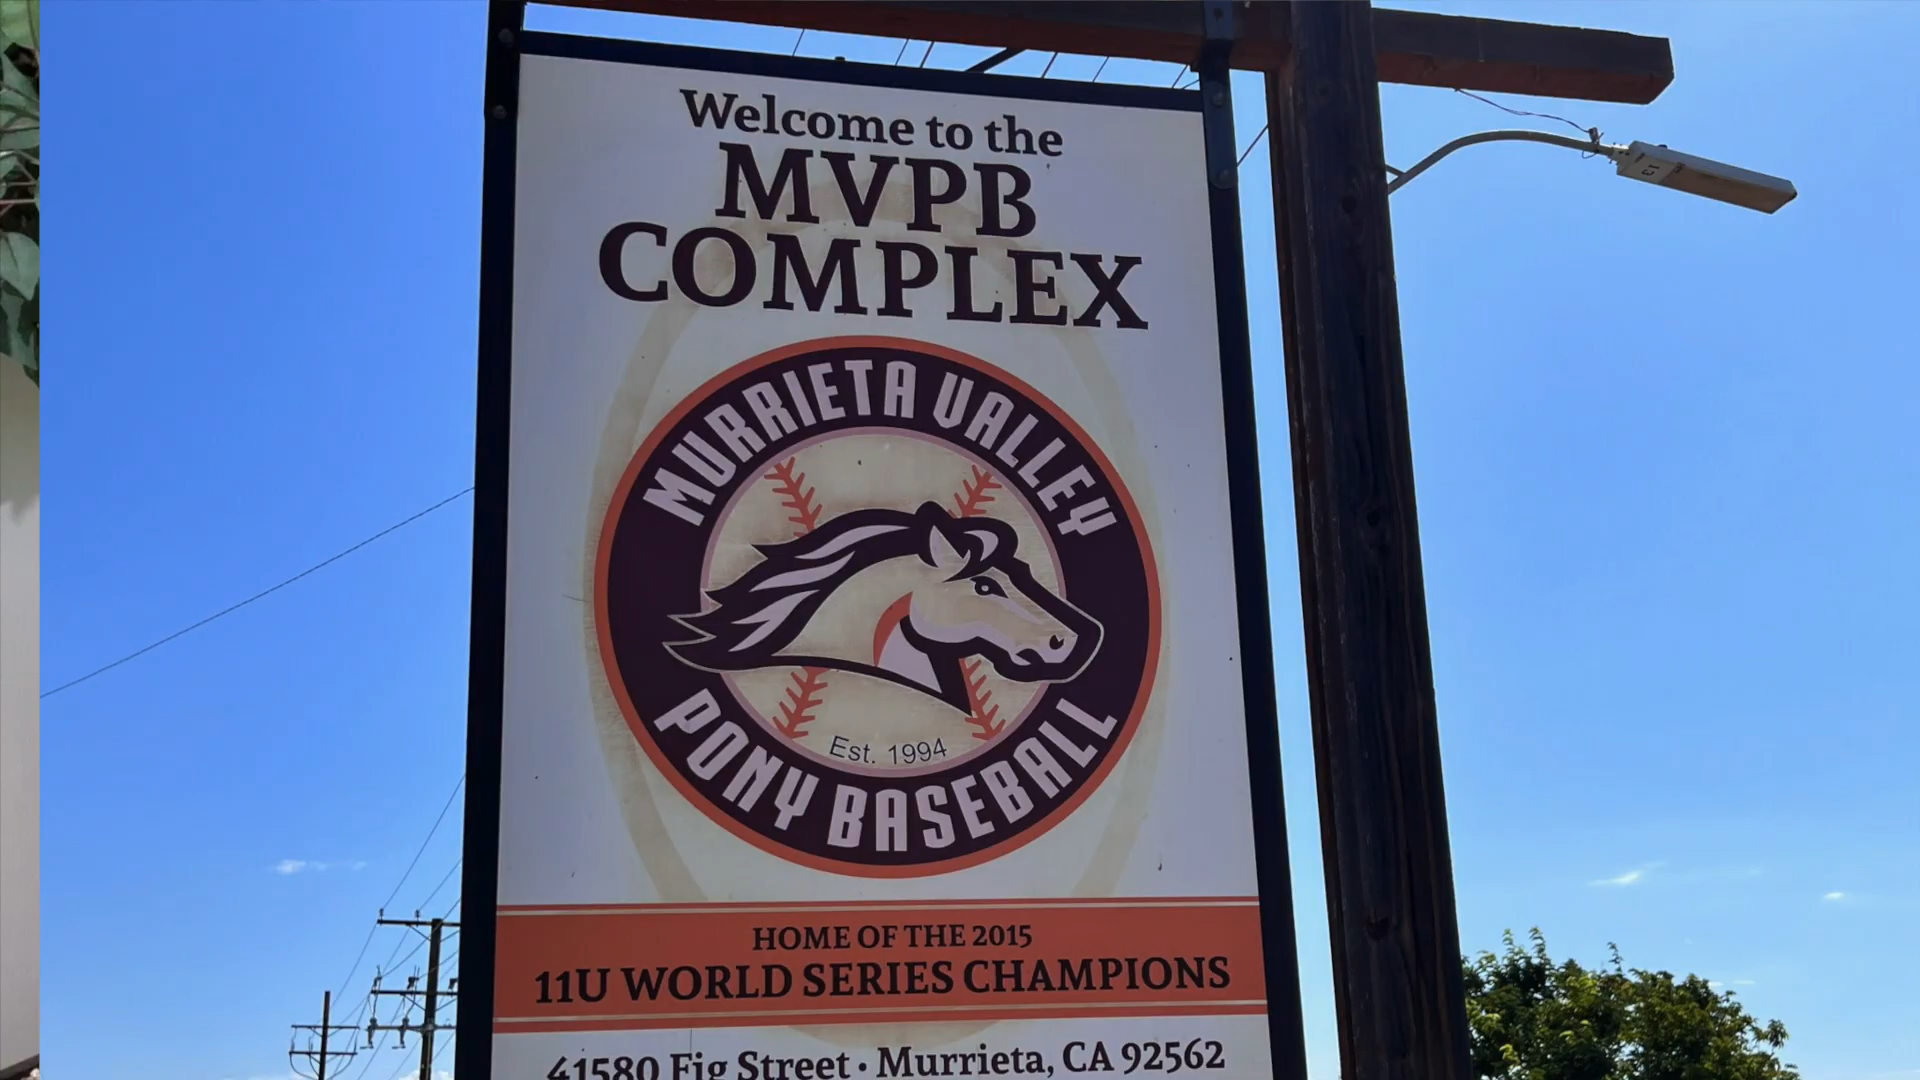 Welcome to the
MVPB
COMPLEX
MURRIETA VALLEY
Est. 1994
PONY BASEBALL
HOME OF THE 2015
11U WORLD SERIES CHAMPIONS
41580 Fig Street • Murrieta, CA 92562